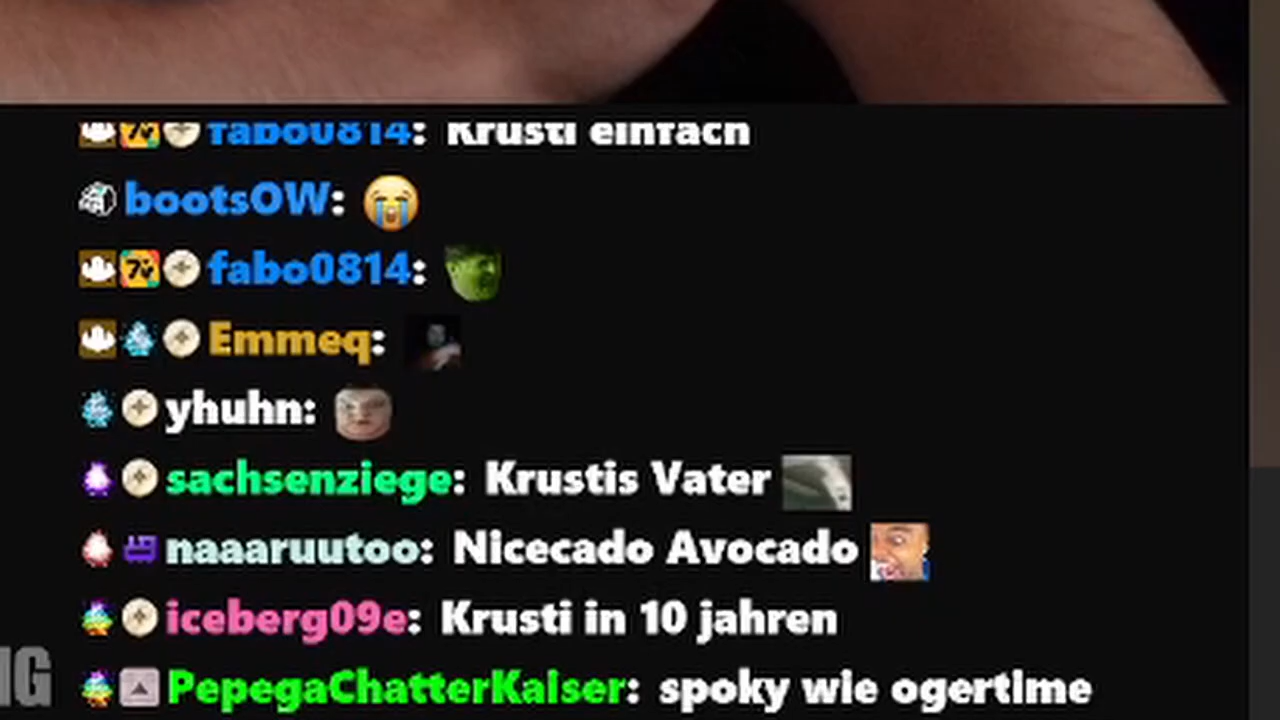 fabo0814: Krusti einfach
bootsOW:
fabo0814:
Emmeq:
yhuhn:
sachsenziege: Krustis Vater
naaaruutoo: Nicecado Avocado
iceberg09e: Krusti in 10 jahren
PepegaChatterKaiser: spoky wie ogertime